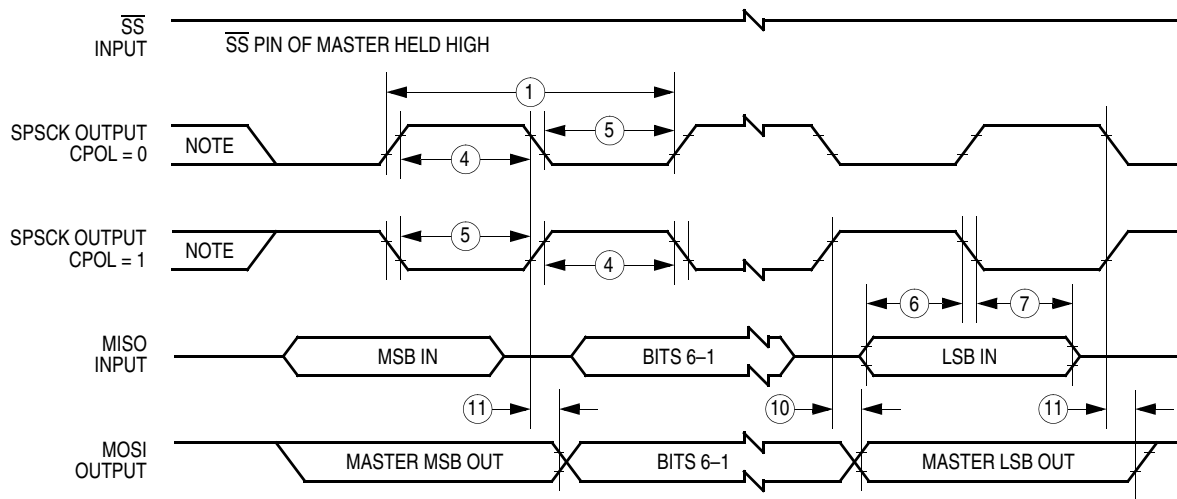 SS
INPUT
SS PIN OF MASTER HELD HIGH
1
SPSCK OUTPUT
CPOL = 0
NOTE
5
4
SPSCK OUTPUT
CPOL = 1
NOTE
5
4
6
7
MISO
INPUT
MSB IN
BITS 6–1
LSB IN
11
10
11
MOSI
OUTPUT
MASTER MSB OUT
BITS 6–1
MASTER LSB OUT